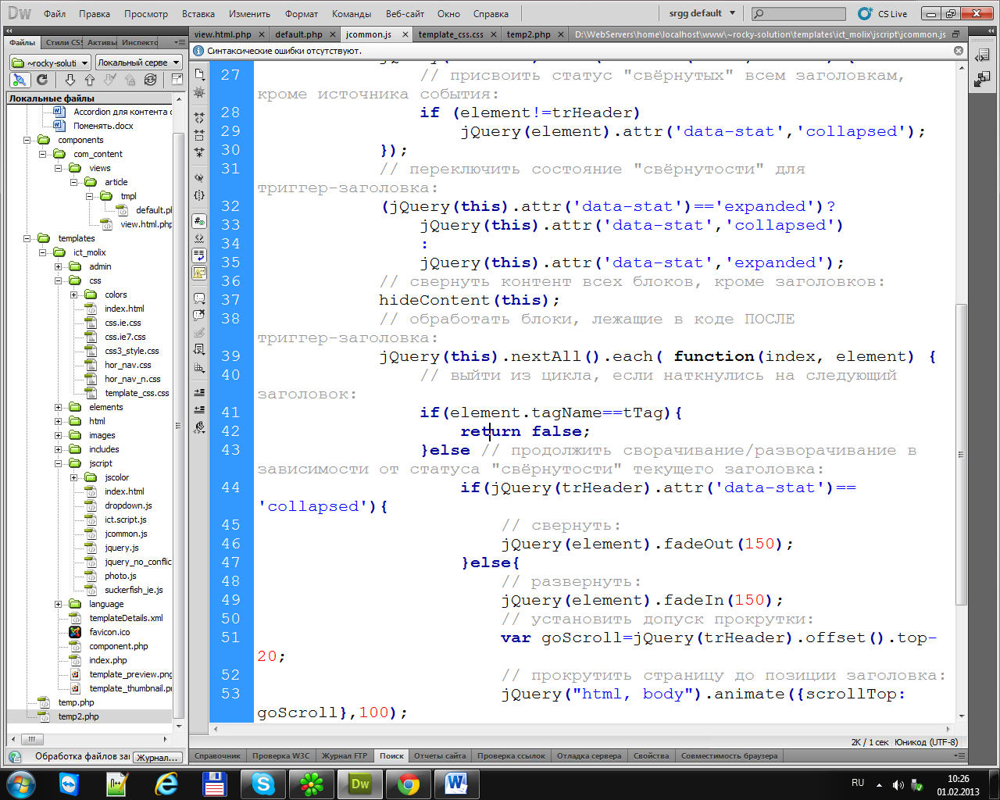 Dw Файл Правка Просмотр Вставка Изменить Формат Команды Веб-сайт Окно Справка srgg default CS Live
Файлы Стили CSS Активы Инспекто
view.html.php default.php jcommon.js template_css.css temp2.php D:\WebServers\home\localhost\www\~rocky-solution\templates\ict_molix\jscript\jcommon.js
Синтаксические ошибки отсутствуют.
~rocky-soluti Локальный серве
Локальные файлы
Accordion для контента
Поменять.docx
components
com_content
views
article
tmpl
default.pl
view.html.php
templates
ict_molix
admin
css
colors
index.html
css.ie.css
css.ie7.css
css3_style.css
hor_nav.css
hor_nav_n.css
template_css.css
elements
html
images
includes
jscript
jscolor
index.html
dropdown.js
ict.script.js
jcommon.js
jquery.js
jquery_no_conflic
photo.js
suckerfish_ie.js
language
templateDetails.xml
favicon.ico
component.php
index.php
template_preview.png
template_thumbnail.pr
temp.php
temp2.php
27 // присвоить статус "свёрнутых" всем заголовкам,
кроме источника события:
28 if (element!=trHeader)
29 jQuery(element).attr('data-stat','collapsed');
30 });
31 // переключить состояние "свёрнутости" для
триггер-заголовка:
32 (jQuery(this).attr('data-stat')=='expanded')?
33 jQuery(this).attr('data-stat','collapsed')
34 :
35 jQuery(this).attr('data-stat','expanded');
36 // свернуть контент всех блоков, кроме заголовков:
37 hideContent(this);
38 // обработать блоки, лежащие в коде ПОСЛЕ
триггер-заголовка:
39 jQuery(this).nextAll().each( function(index, element) {
40 // выйти из цикла, если наткнулись на следующий
заголовок:
41 if(element.tagName==tTag){
42 return false;
43 }else // продолжить сворачивание/разворачивание в
зависимости от статуса "свёрнутости" текущего заголовка:
44 if(jQuery(trHeader).attr('data-stat')==
'collapsed'){
45 // свернуть:
46 jQuery(element).fadeOut(150);
47 }else{
48 // развернуть:
49 jQuery(element).fadeIn(150);
50 // установить допуск прокрутки:
51 var goScroll=jQuery(trHeader).offset().top-
20;
52 // прокрутить страницу до позиции заголовка:
53 jQuery("html, body").animate({scrollTop:
goScroll},100);
2K / 1 сек Юникод (UTF-8)
Обработка файлов за Журнал...
Справочник Проверка W3C Журнал FTP Поиск Отчеты сайта Проверка ссылок Отладка сервера Свойства Совместимость браузера
RU 10:26
01.02.2013